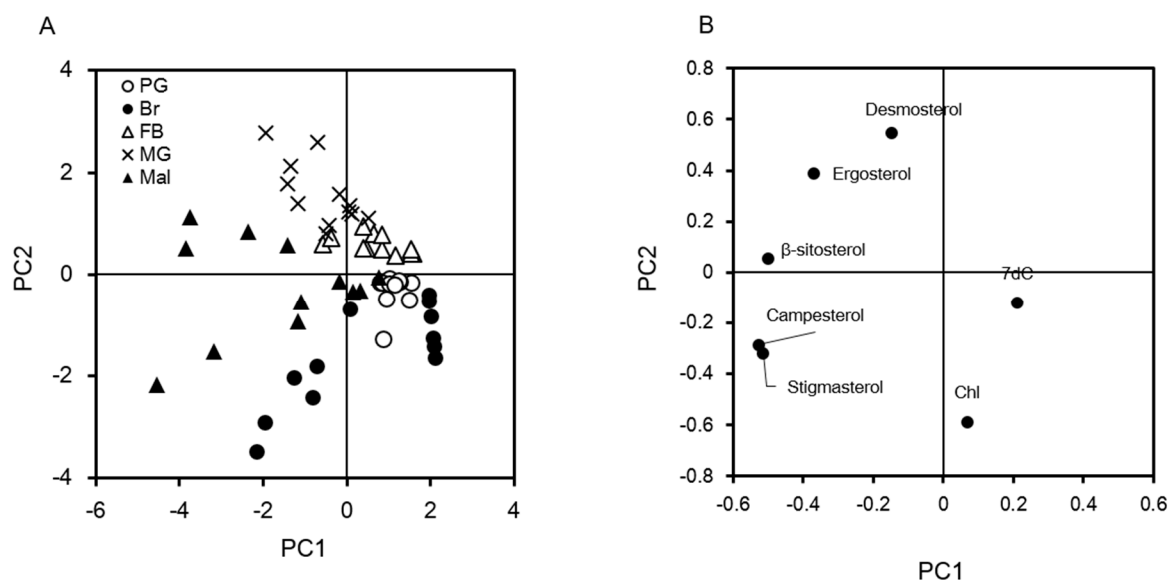 A
PC2
4
2
0
-2
-4
PG
Br
FB
MG
Mal
-6
-4
-2
0
2
4
PC1
B
PC2
0.8
0.6
0.4
0.2
0
-0.2
-0.4
-0.6
-0.8
Desmosterol
Ergosterol
β-sitosterol
7dC
Campesterol
Stigmasterol
Chl
-0.6
-0.4
-0.2
0
0.2
0.4
0.6
PC1